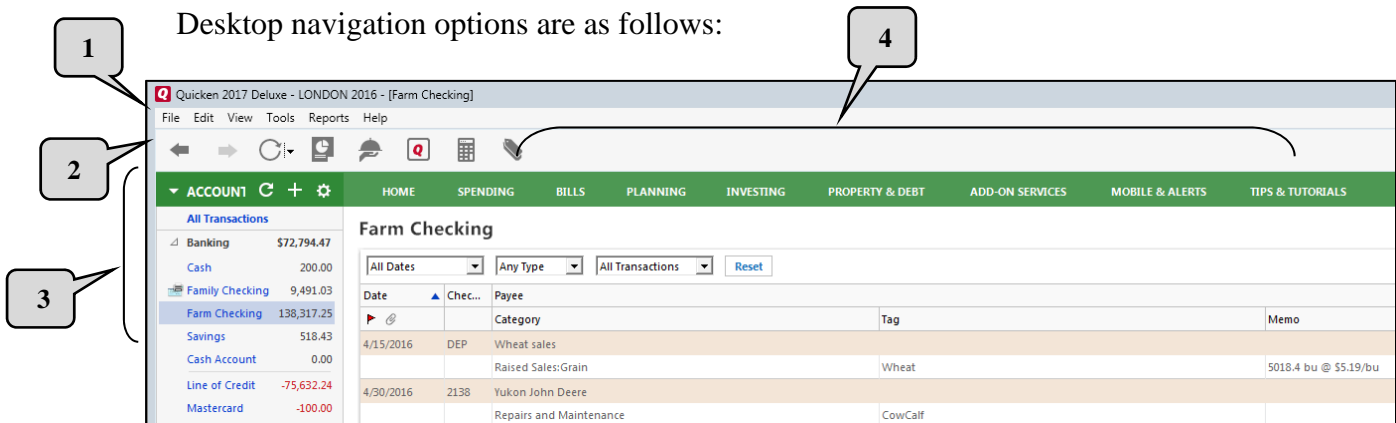 Desktop navigation options are as follows:
1
4
Quicken 2017 Deluxe - LONDON 2016 - [Farm Checking]
File Edit View Tools Reports Help
2
ACCOUNT
HOME SPENDING BILLS PLANNING INVESTING PROPERTY & DEBT ADD-ON SERVICES MOBILE & ALERTS TIPS & TUTORIALS
All Transactions
Banking $72,794.47
Cash 200.00
Family Checking 9,491.03
Farm Checking 138,317.25
Savings 518.43
Cash Account 0.00
Line of Credit -75,632.24
Mastercard -100.00
3
Farm Checking
All Dates Any Type All Transactions Reset
Date Chec... Payee
Category Tag Memo
4/15/2016 DEP Wheat sales
Raised Sales:Grain Wheat 5018.4 bu @ $5.19/bu
4/30/2016 2138 Yukon John Deere
Repairs and Maintenance CowCalf